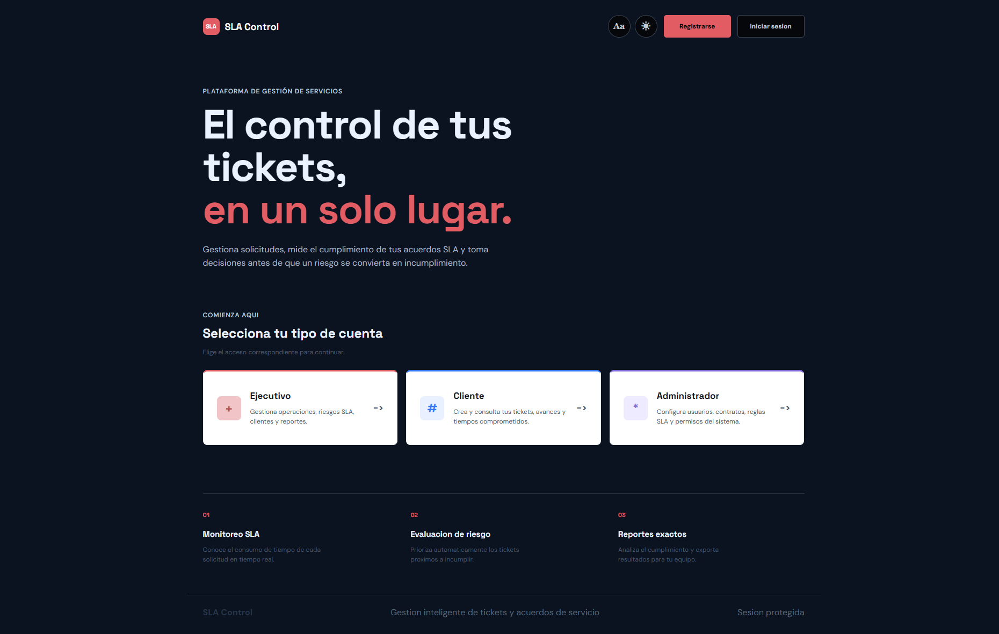 SLA SLA Control
Aa
Registrarse
Iniciar sesion
PLATAFORMA DE GESTIÓN DE SERVICIOS
El control de tus
tickets,
en un solo lugar.
Gestiona solicitudes, mide el cumplimiento de tus acuerdos SLA y toma
decisiones antes de que un riesgo se convierta en incumplimiento.
COMIENZA AQUI
Selecciona tu tipo de cuenta
Elige el acceso correspondiente para continuar.
+
Ejecutivo
Gestiona operaciones, riesgos SLA,
clientes y reportes.
->
#
Cliente
Crea y consulta tus tickets, avances y
tiempos comprometidos.
->
*
Administrador
Configura usuarios, contratos, reglas
SLA y permisos del sistema.
->
01
Monitoreo SLA
Conoce el consumo de tiempo de cada
solicitud en tiempo real.
02
Evaluacion de riesgo
Prioriza automaticamente los tickets
proximos a incumplir.
03
Reportes exactos
Analiza el cumplimiento y exporta
resultados para tu equipo.
SLA Control
Gestion inteligente de tickets y acuerdos de servicio
Sesion protegida